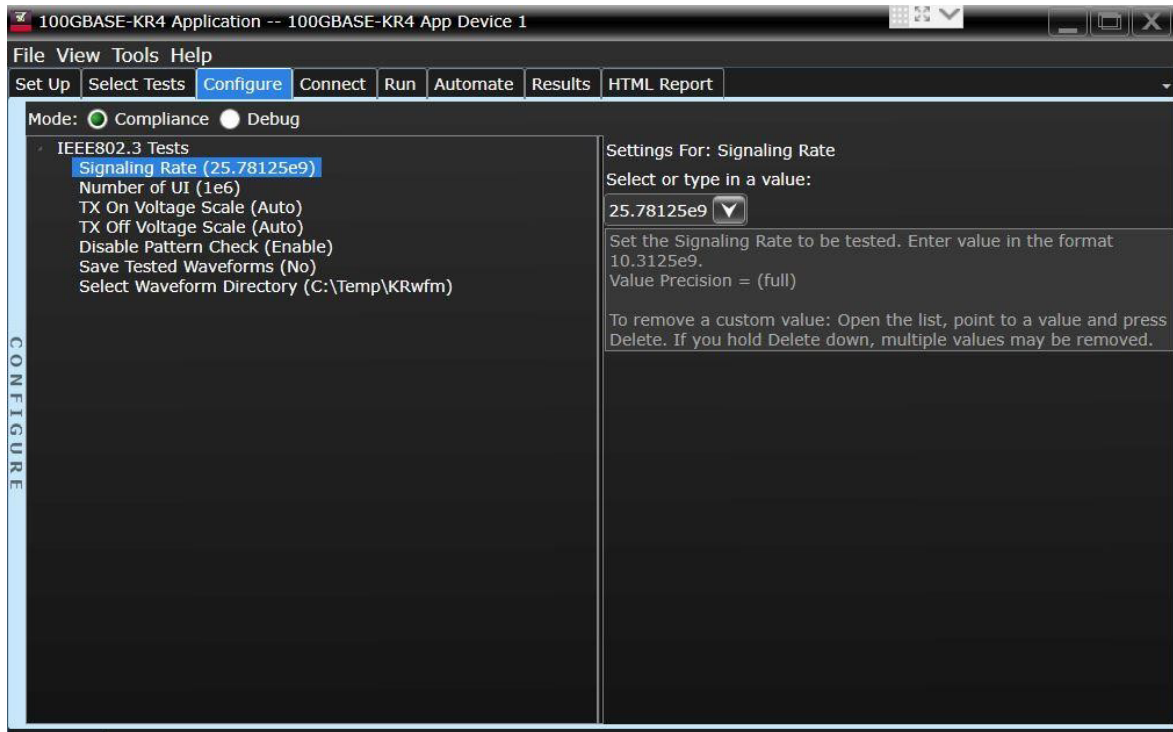 100GBASE-KR4 Application -- 100GBASE-KR4 App Device 1
File View Tools Help
Set Up Select Tests Configure Connect Run Automate Results HTML Report
Mode: Compliance Debug
IEEE802.3 Tests
Signaling Rate (25.78125e9)
Number of UI (1e6)
TX On Voltage Scale (Auto)
TX Off Voltage Scale (Auto)
Disable Pattern Check (Enable)
Save Tested Waveforms (No)
Select Waveform Directory (C:\Temp\KRwfm)
CONFIGURE
Settings For: Signaling Rate
Select or type in a value:
25.78125e9
Set the Signaling Rate to be tested. Enter value in the format
10.3125e9.
Value Precision = (full)
To remove a custom value: Open the list, point to a value and press
Delete. If you hold Delete down, multiple values may be removed.